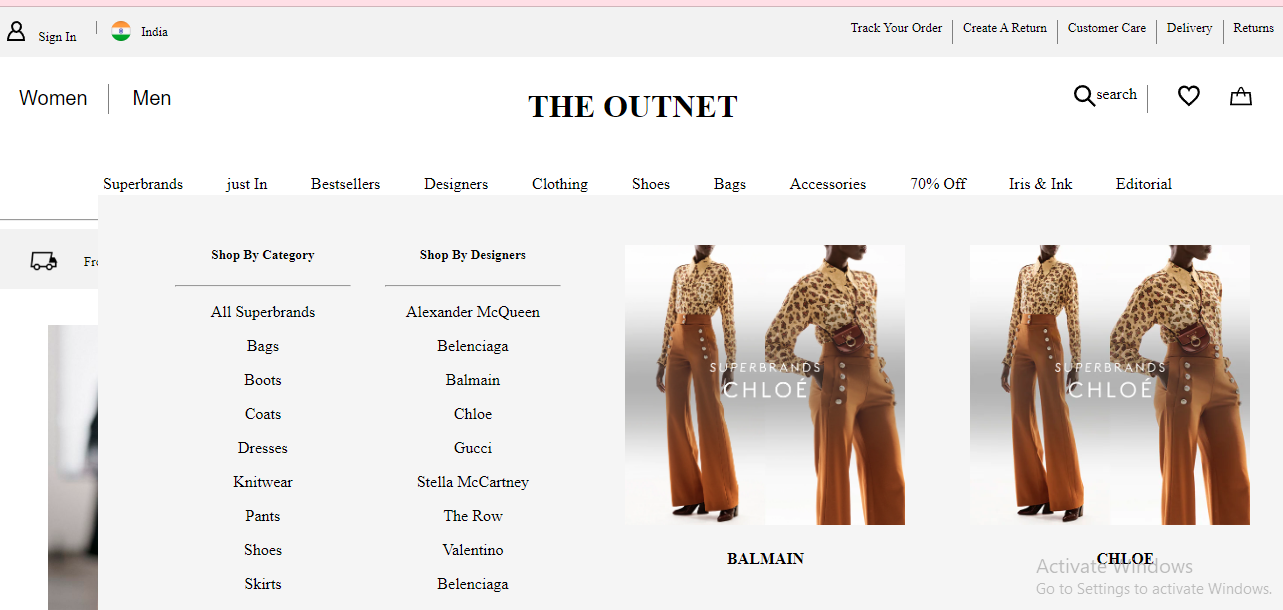 Sign In
India
Track Your Order
Create A Return
Customer Care
Delivery
Returns
Women
Men
THE OUTNET
search
Superbrands just In Bestsellers Designers Clothing Shoes Bags Accessories 70% Off Iris & Ink Editorial
Shop By Category
All Superbrands
Bags
Boots
Coats
Dresses
Knitwear
Pants
Shoes
Skirts
Shop By Designers
Alexander McQueen
Belenciaga
Balmain
Chloe
Gucci
Stella McCartney
The Row
Valentino
Belenciaga
SUPERBRANDS
CHLOÉ
BALMAIN
SUPERBRANDS
CHLOÉ
CHLOE
Activate Windows
Go to Settings to activate Windows.